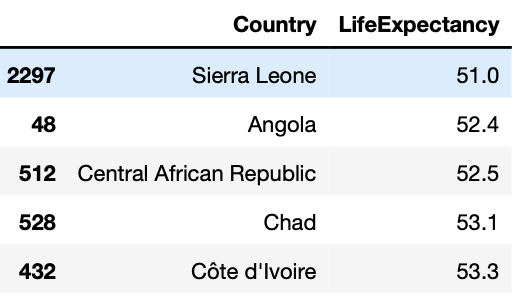 Country LifeExpectancy
2297 Sierra Leone 51.0
48 Angola 52.4
512 Central African Republic 52.5
528 Chad 53.1
432 Côte d'Ivoire 53.3